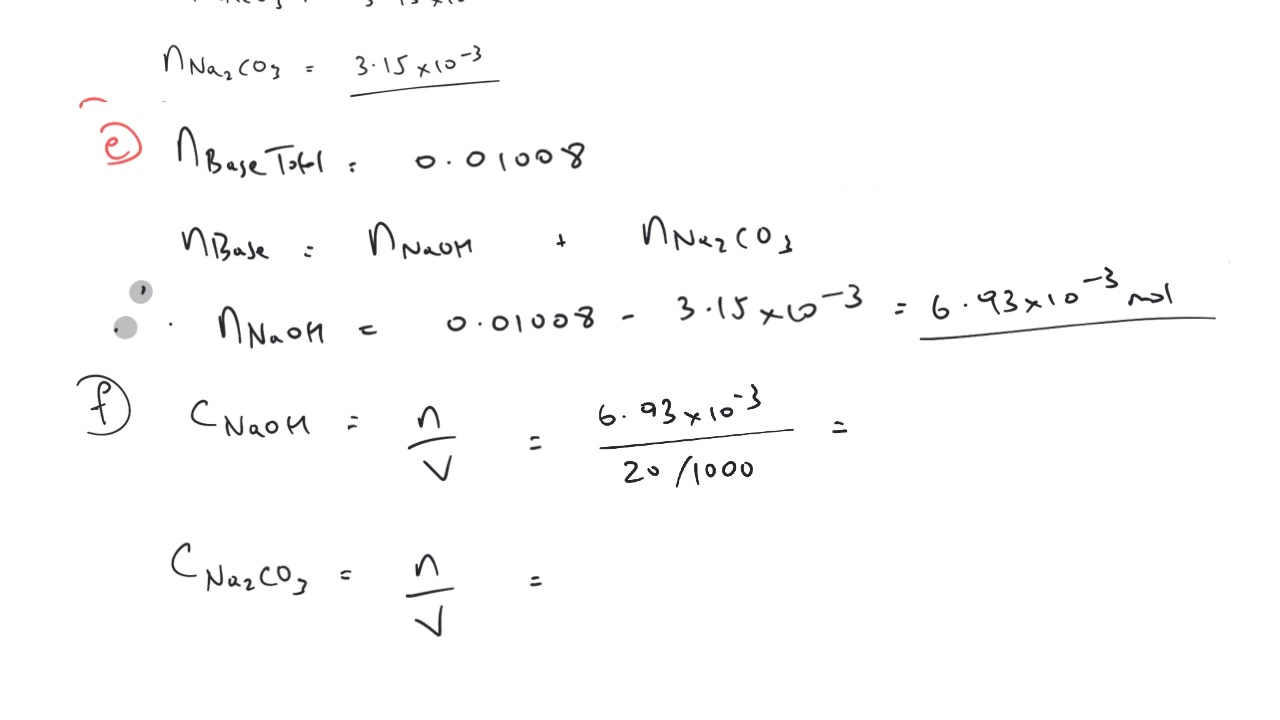 nNa₂CO₃ = 3.15 × 10⁻³
e nBase Total = 0.01008
nBase = nNaOH + nNa₂CO₃
nNaOH = 0.01008 - 3.15 × 10⁻³ = 6.93 × 10⁻³ mol
f CNaOH = n/V = 6.93 × 10⁻³ / 20/1000 =
CNa₂CO₃ = n/V =